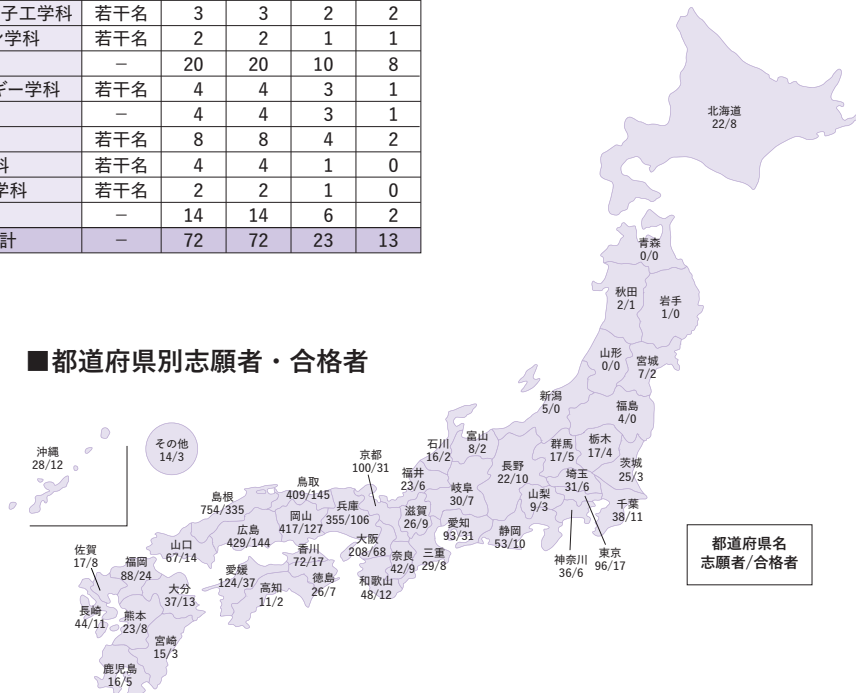 子工学科 若干名 3 3 2 2
学科 若干名 2 2 1 1
− 20 20 10 8
ギー学科 若干名 4 4 3 1
− 4 4 3 1
若干名 8 8 4 2
科 若干名 4 4 1 0
学科 若干名 2 2 1 0
− 14 14 6 2
計 − 72 72 23 13
■都道府県別志願者・合格者
北海道
22/8
青森
0/0
秋田
2/1
岩手
1/0
山形
0/0
宮城
7/2
新潟
5/0
福島
4/0
群馬
17/5
栃木
17/4
茨城
25/3
埼玉
31/6
千葉
38/11
東京
96/17
神奈川
36/6
山梨
9/3
長野
22/10
静岡
53/10
富山
8/2
石川
16/2
福井
23/6
岐阜
30/7
愛知
93/31
三重
29/8
滋賀
26/9
京都
100/31
大阪
208/68
奈良
42/9
和歌山
48/12
兵庫
355/106
鳥取
409/145
島根
754/335
岡山
417/127
広島
429/144
山口
67/14
香川
72/17
徳島
26/7
愛媛
124/37
高知
11/2
福岡
88/24
佐賀
17/8
長崎
44/11
大分
37/13
熊本
23/8
宮崎
15/3
鹿児島
16/5
沖縄
28/12
その他
14/3
都道府県名
志願者/合格者